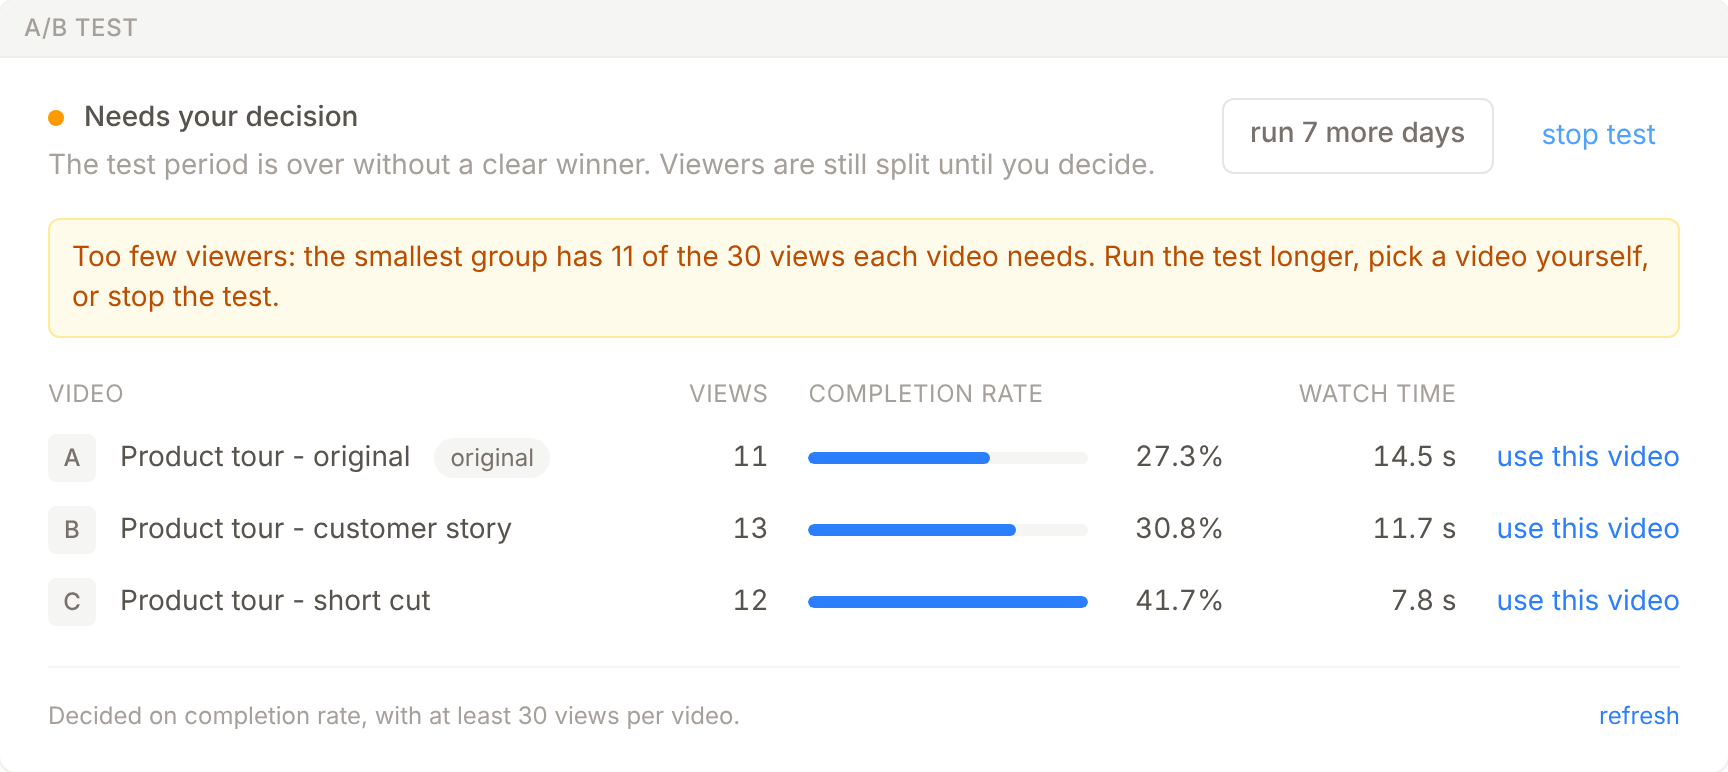 A/B TEST
Needs your decision
The test period is over without a clear winner. Viewers are still split until you decide.
run 7 more days
stop test
Too few viewers: the smallest group has 11 of the 30 views each video needs. Run the test longer, pick a video yourself,
or stop the test.
VIDEO VIEWS COMPLETION RATE WATCH TIME
A Product tour - original original 11 27.3% 14.5 s use this video
B Product tour - customer story 13 30.8% 11.7 s use this video
C Product tour - short cut 12 41.7% 7.8 s use this video
Decided on completion rate, with at least 30 views per video. refresh